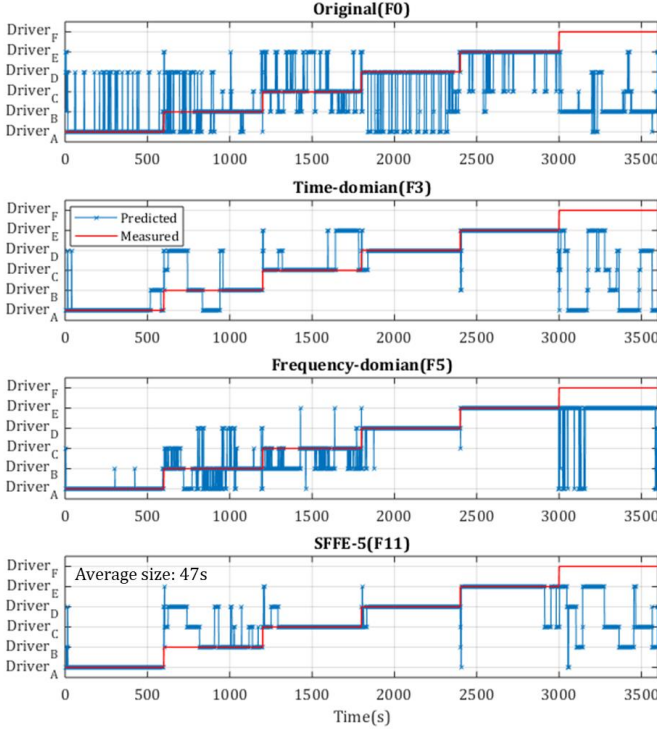 Original(F0)
Driver_F
Driver_E
Driver_D
Driver_C
Driver_B
Driver_A
0 500 1000 1500 2000 2500 3000 3500
Time-domian(F3)
Driver_F
Driver_E
Driver_D
Driver_C
Driver_B
Driver_A
Predicted
Measured
0 500 1000 1500 2000 2500 3000 3500
Frequency-domian(F5)
Driver_F
Driver_E
Driver_D
Driver_C
Driver_B
Driver_A
0 500 1000 1500 2000 2500 3000 3500
SFFE-5(F11)
Driver_F
Driver_E
Driver_D
Driver_C
Driver_B
Driver_A
Average size: 47s
0 500 1000 1500 2000 2500 3000 3500
Time(s)